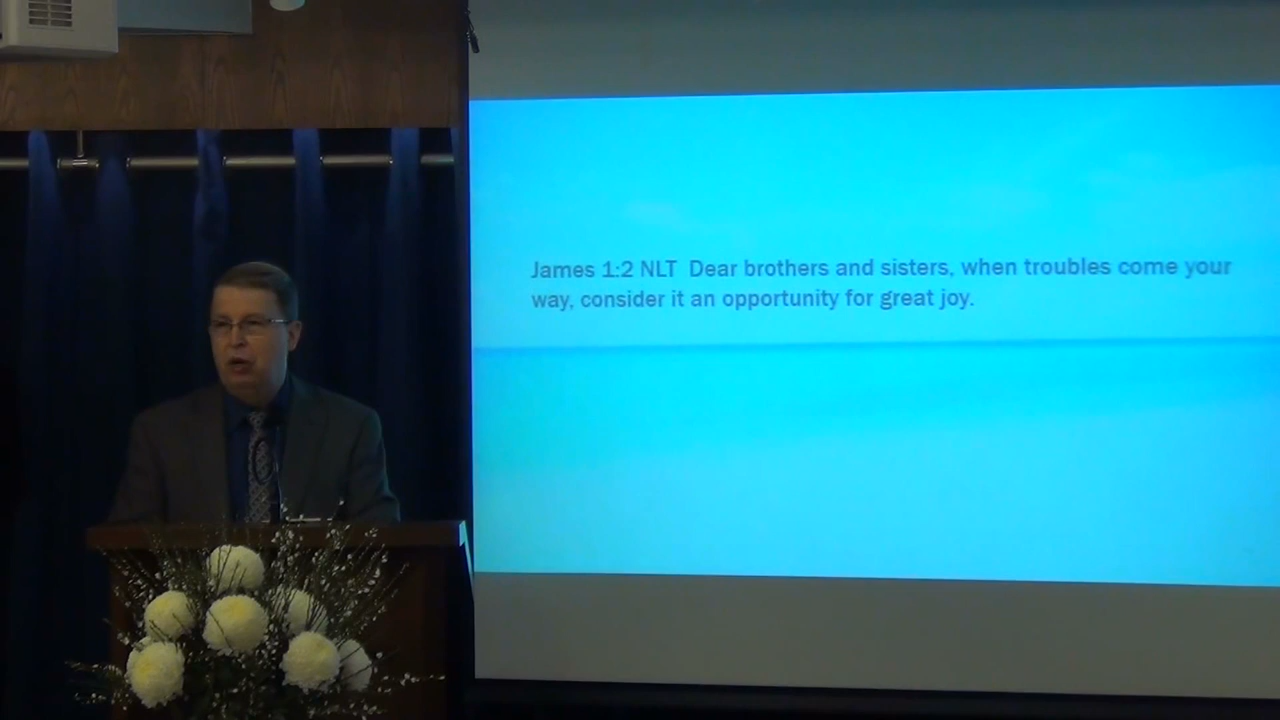 James 1:2 NLT  Dear brothers and sisters, when troubles come your
way, consider it an opportunity for great joy.